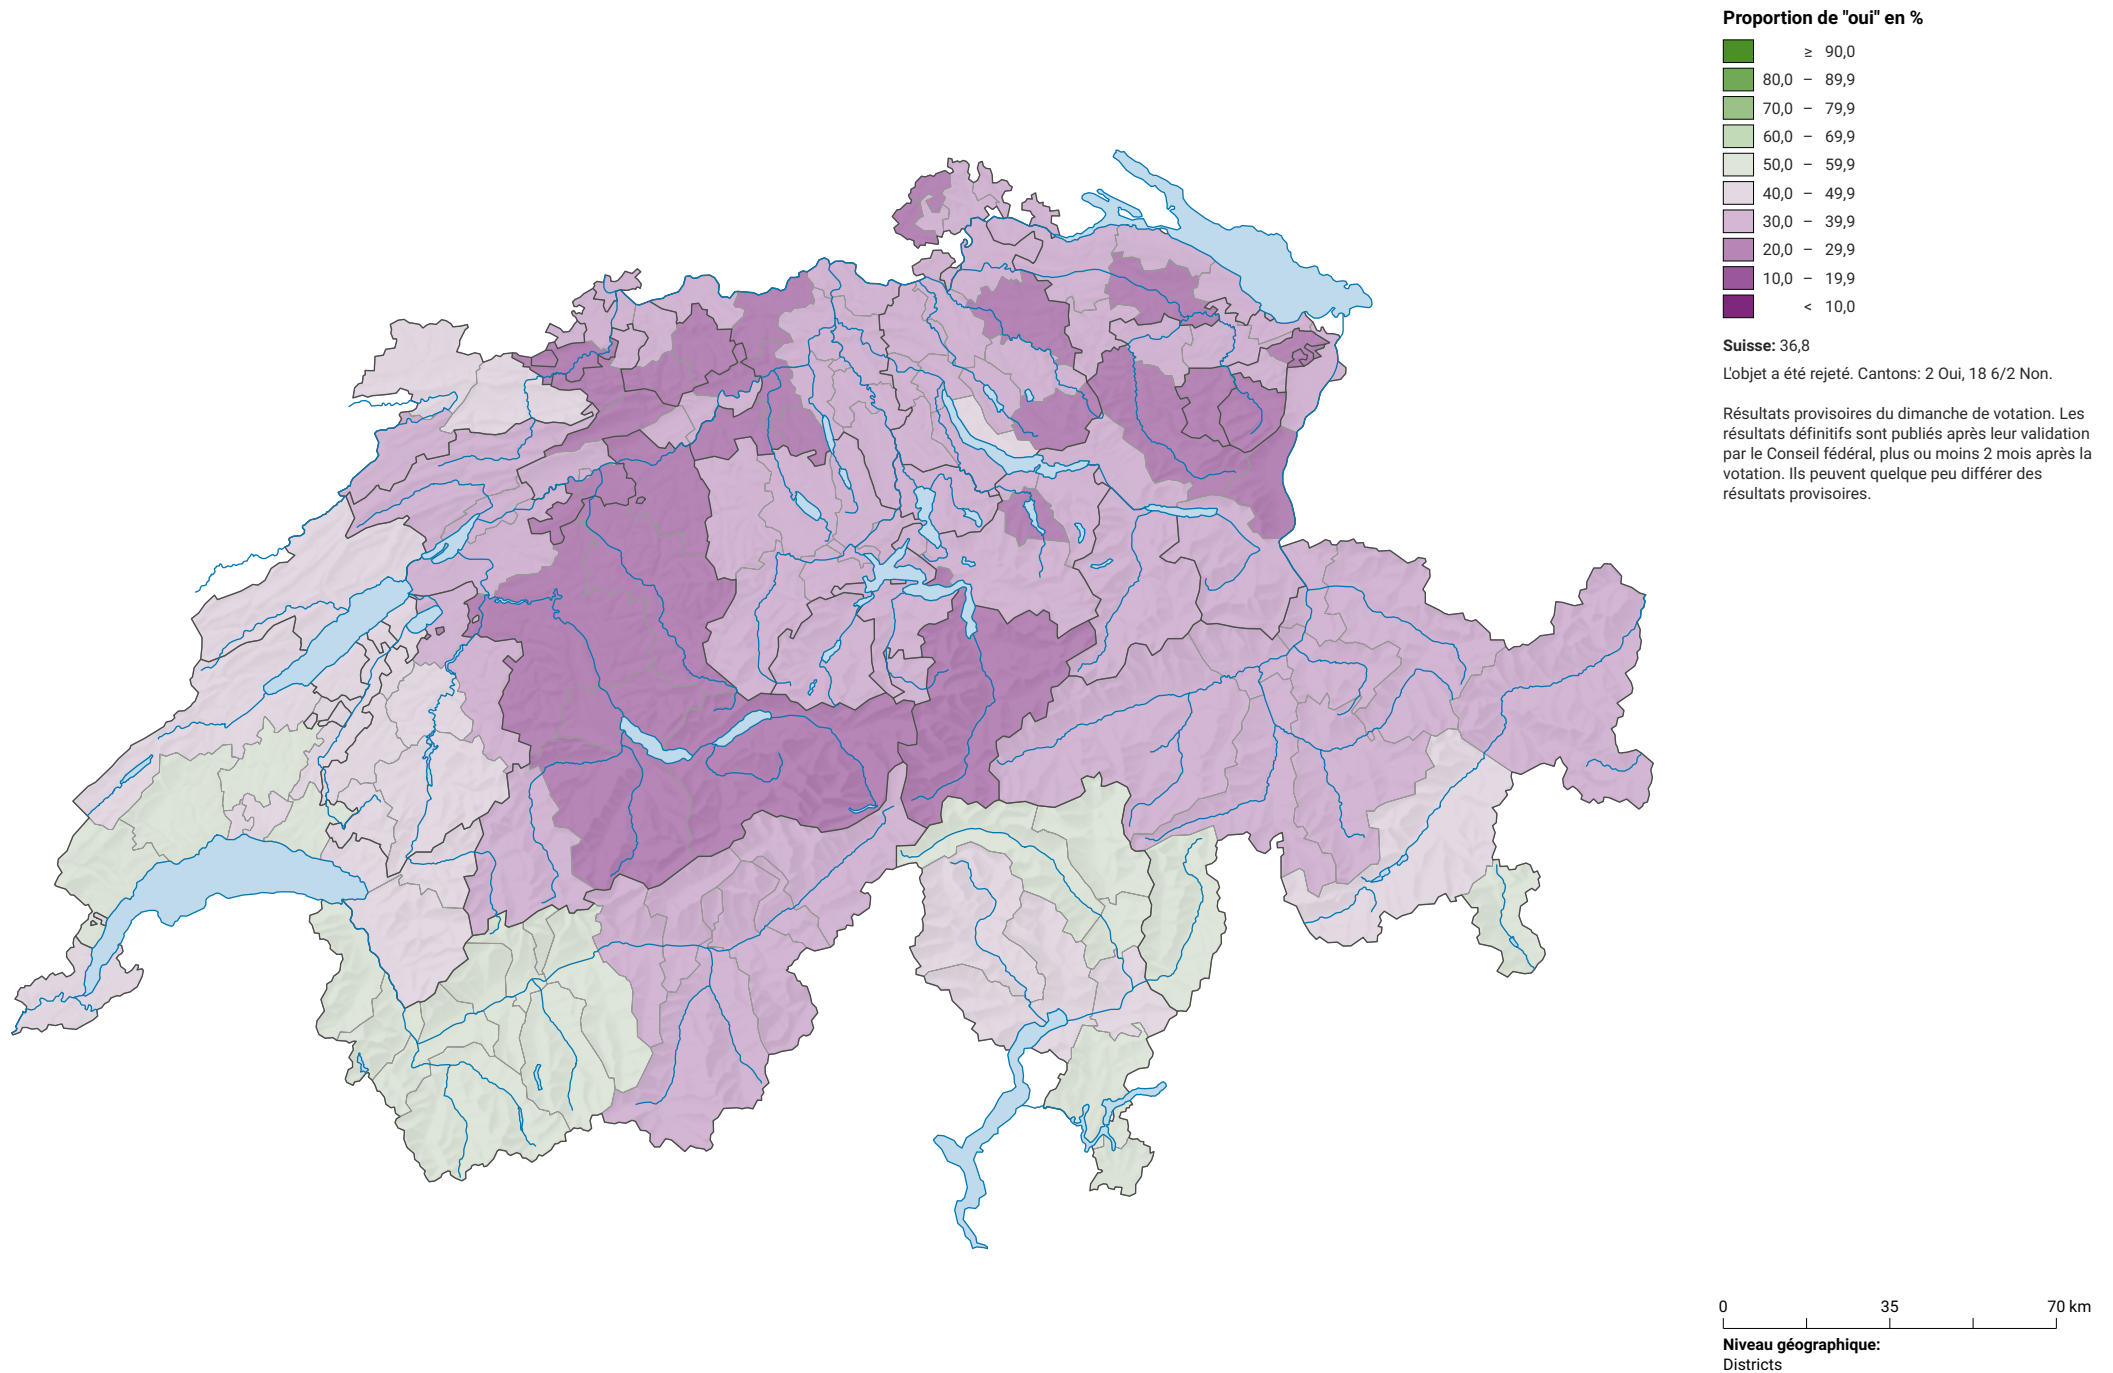 Proportion de "oui" en %
≥ 90,0
80,0 – 89,9
70,0 – 79,9
60,0 – 69,9
50,0 – 59,9
40,0 – 49,9
30,0 – 39,9
20,0 – 29,9
10,0 – 19,9
< 10,0
Suisse: 36,8
L'objet a été rejeté. Cantons: 2 Oui, 18 6/2 Non.
Résultats provisoires du dimanche de votation. Les
résultats définitifs sont publiés après leur validation
par le Conseil fédéral, plus ou moins 2 mois après la
votation. Ils peuvent quelque peu différer des
résultats provisoires.
0 35 70 km
Niveau géographique:
Districts